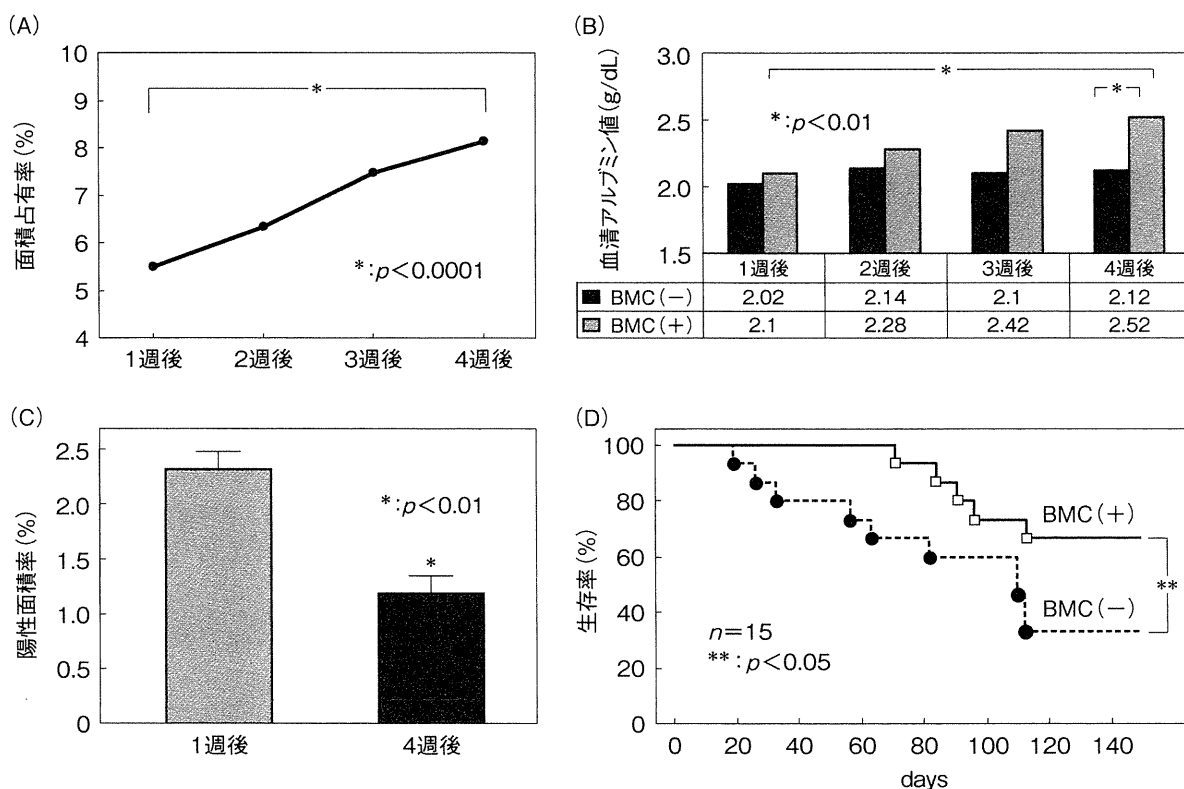 (A)
面積占有率(%)
10
9
8
7
6
5
4
*
*:p<0.0001
1週後 2週後 3週後 4週後
(B)
血清アルブミン値(g/dL)
3.0
2.5
2.0
1.5
*
*
*:p<0.01
1週後 2週後 3週後 4週後
BMC(−) 2.02 2.14 2.1 2.12
BMC(+) 2.1 2.28 2.42 2.52
(C)
陽性面積率(%)
2.5
2.0
1.5
1.0
0.5
0
*:p<0.01
*
1週後 4週後
(D)
生存率(%)
100
80
60
40
20
0
BMC(+)
**
BMC(−)
n=15
**:p<0.05
0 20 40 60 80 100 120 140
days